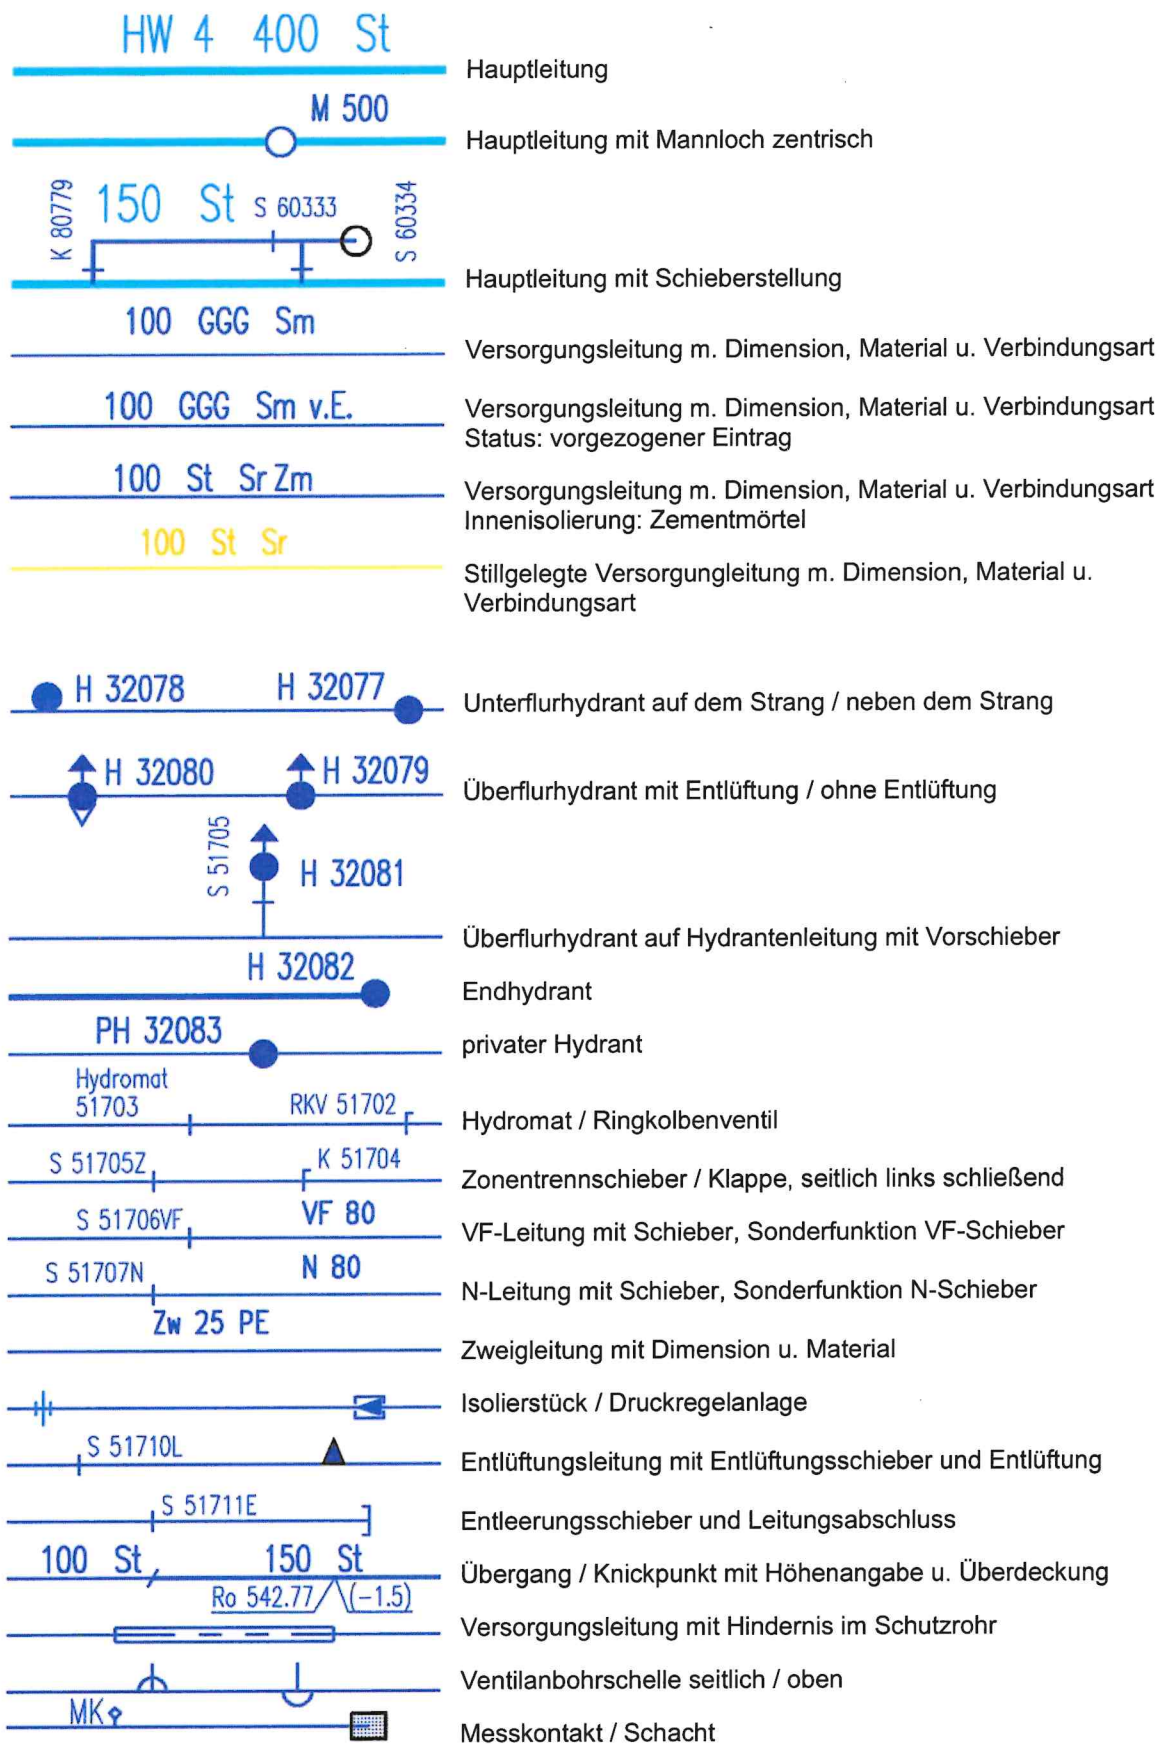 HW 4 400 St
Hauptleitung
M 500
Hauptleitung mit Mannloch zentrisch
K 80779
150 St
S 60333
S 60334
Hauptleitung mit Schieberstellung
100 GGG Sm
Versorgungsleitung m. Dimension, Material u. Verbindungsart
100 GGG Sm v.E.
Versorgungsleitung m. Dimension, Material u. Verbindungsart
Status: vorgezogener Eintrag
100 St Sr Zm
Versorgungsleitung m. Dimension, Material u. Verbindungsart
Innenisolierung: Zementmörtel
100 St Sr
Stillgelegte Versorgungleitung m. Dimension, Material u.
Verbindungsart
H 32078 H 32077
Unterflurhydrant auf dem Strang / neben dem Strang
H 32080 H 32079
Überflurhydrant mit Entlüftung / ohne Entlüftung
S 51705
H 32081
Überflurhydrant auf Hydrantenleitung mit Vorschieber
H 32082
Endhydrant
PH 32083
privater Hydrant
Hydromat
51703
RKV 51702
Hydromat / Ringkolbenventil
S 51705Z K 51704
Zonentrennschieber / Klappe, seitlich links schließend
S 51706VF VF 80
VF-Leitung mit Schieber, Sonderfunktion VF-Schieber
S 51707N N 80
N-Leitung mit Schieber, Sonderfunktion N-Schieber
Zw 25 PE
Zweigleitung mit Dimension u. Material
Isolierstück / Druckregelanlage
S 51710L
Entlüftungsleitung mit Entlüftungsschieber und Entlüftung
S 51711E
Entleerungsschieber und Leitungsabschluss
100 St 150 St
Übergang / Knickpunkt mit Höhenangabe u. Überdeckung
Ro 542.77 (-1.5)
Versorgungsleitung mit Hindernis im Schutzrohr
Ventilanbohrschelle seitlich / oben
MK
Messkontakt / Schacht